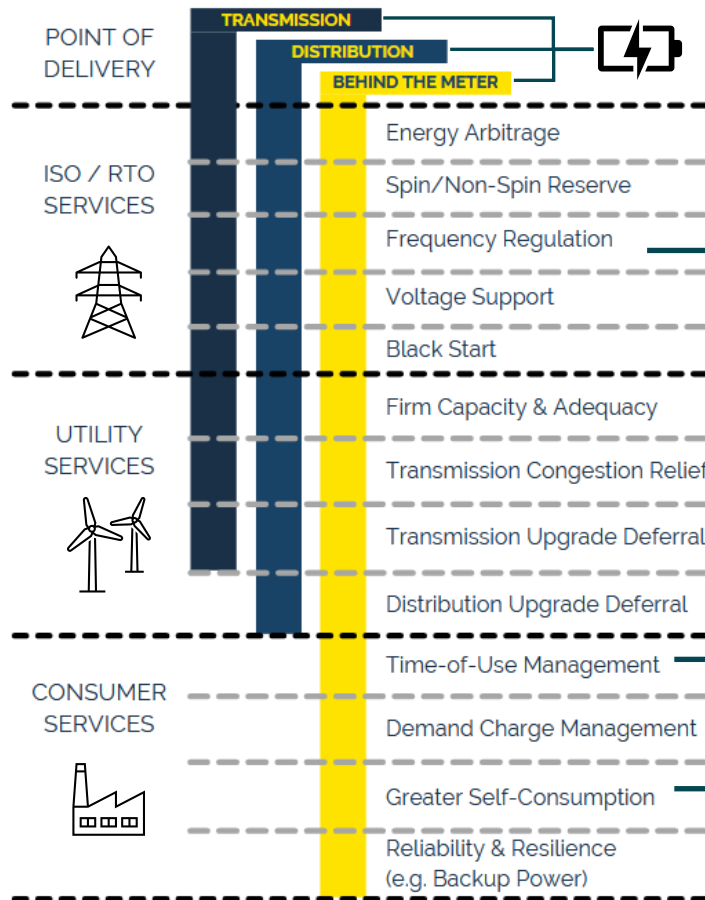 POINT OF
DELIVERY
TRANSMISSION
DISTRIBUTION
BEHIND THE METER
ISO / RTO
SERVICES
Energy Arbitrage
Spin/Non-Spin Reserve
Frequency Regulation
Voltage Support
Black Start
UTILITY
SERVICES
Firm Capacity & Adequacy
Transmission Congestion Relief
Transmission Upgrade Deferral
Distribution Upgrade Deferral
CONSUMER
SERVICES
Time-of-Use Management
Demand Charge Management
Greater Self-Consumption
Reliability & Resilience
(e.g. Backup Power)